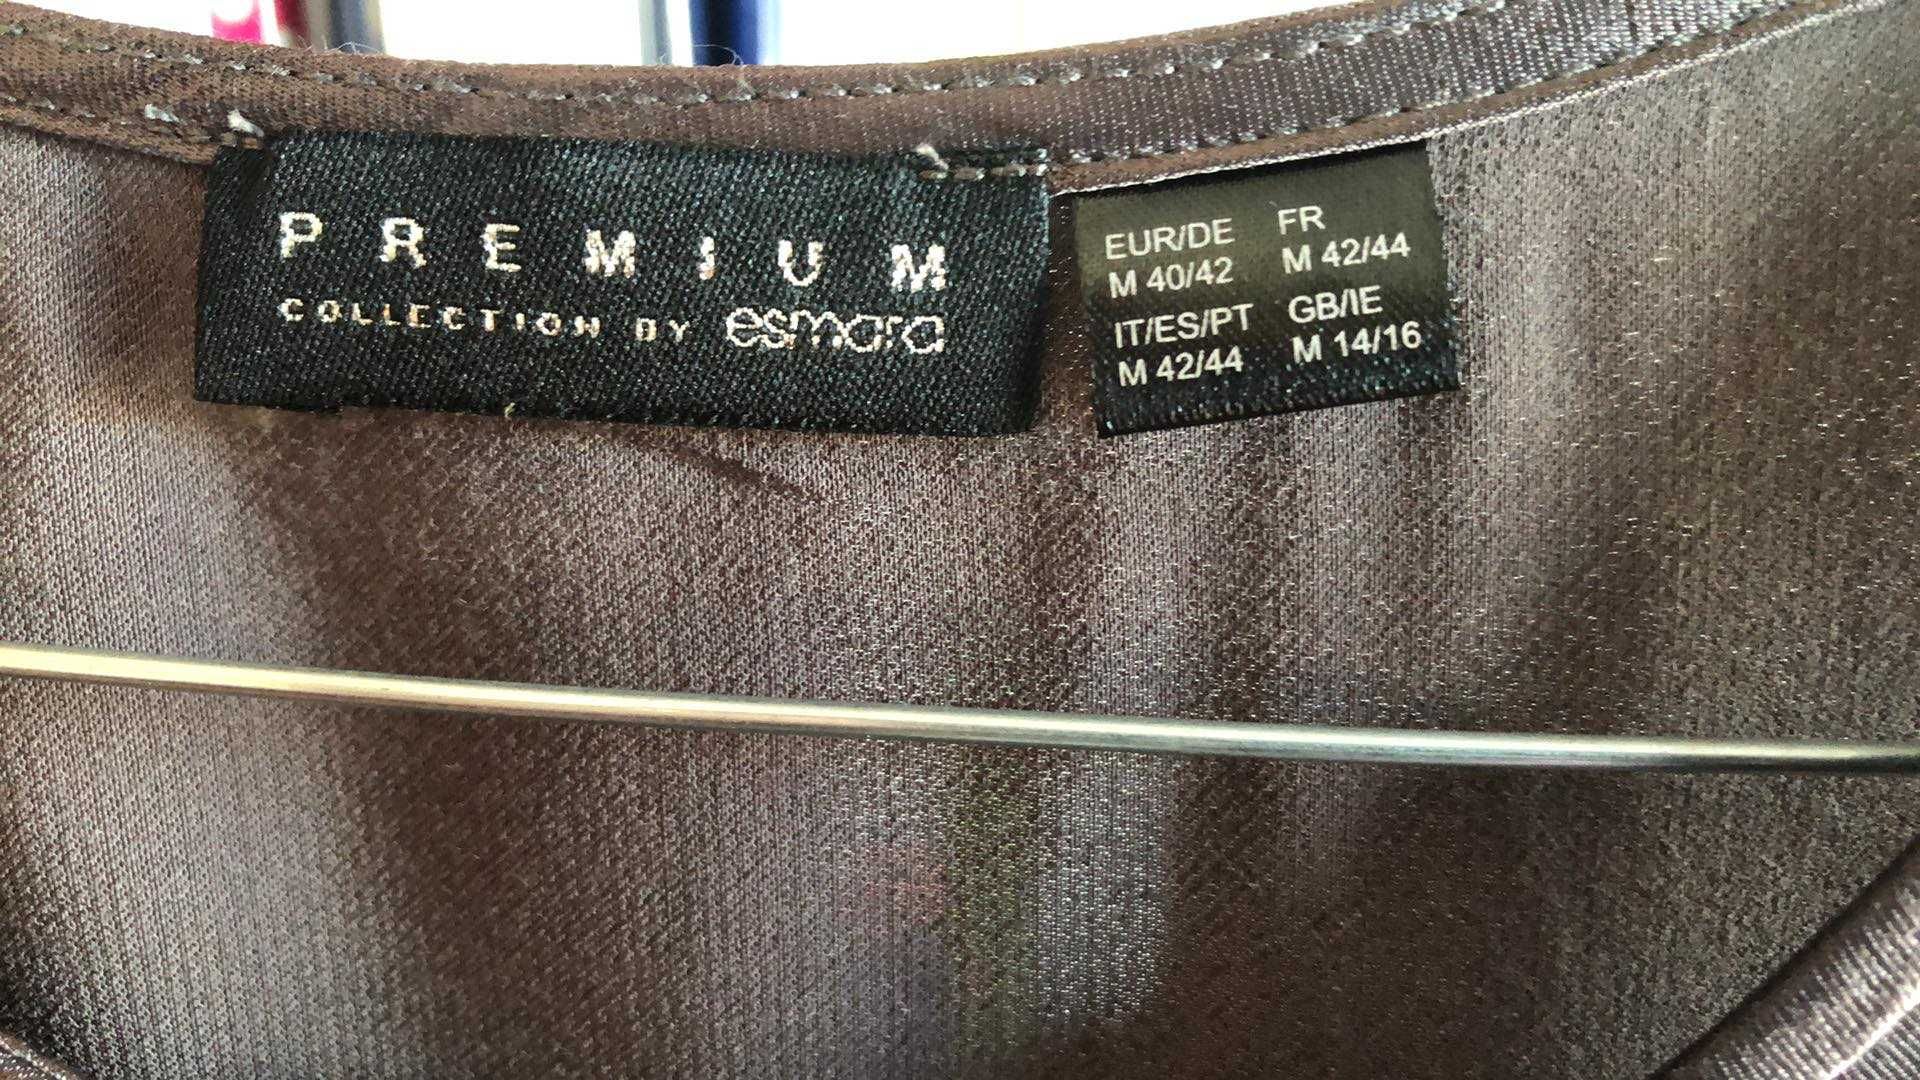 PREMIUM
COLLECTION BY esmara
EUR/DE FR
M 40/42 M 42/44
IT/ES/PT GB/IE
M 42/44 M 14/16